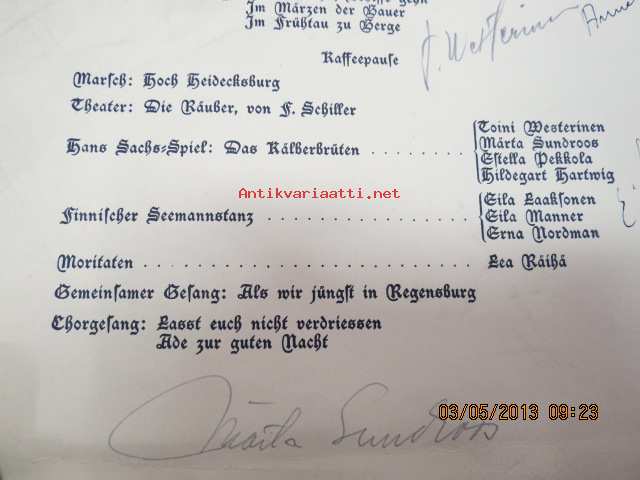 Im Märzen der Bauer
Im Frühtau zu Berge
Kaffeepause
J. Westerinen
Anna
Marsch: Hoch Heidecksburg
Theater: Die Räuber, von F. Schiller
Hans Sachs-Spiel: Das Kälberbrüten . . . . . . . .
Toini Westerinen
Märta Sundroos
Estella Pekkola
Hildegart Hartwig
Antikvariaatti.net
Finnischer Seemannstanz . . . . . . . . . . . . . . . . .
Eila Laaksonen
Eila Manner
Erna Nordman
Moritaten . . . . . . . . . . . . . . . . . . . . . . . . . . . Lea Räihä
Gemeinsamer Gesang: Als wir jüngst in Regensburg
Chorgesang: Lasst euch nicht verdriessen
Ade zur guten Nacht
Märta Sundroos
03/05/2013 09:23